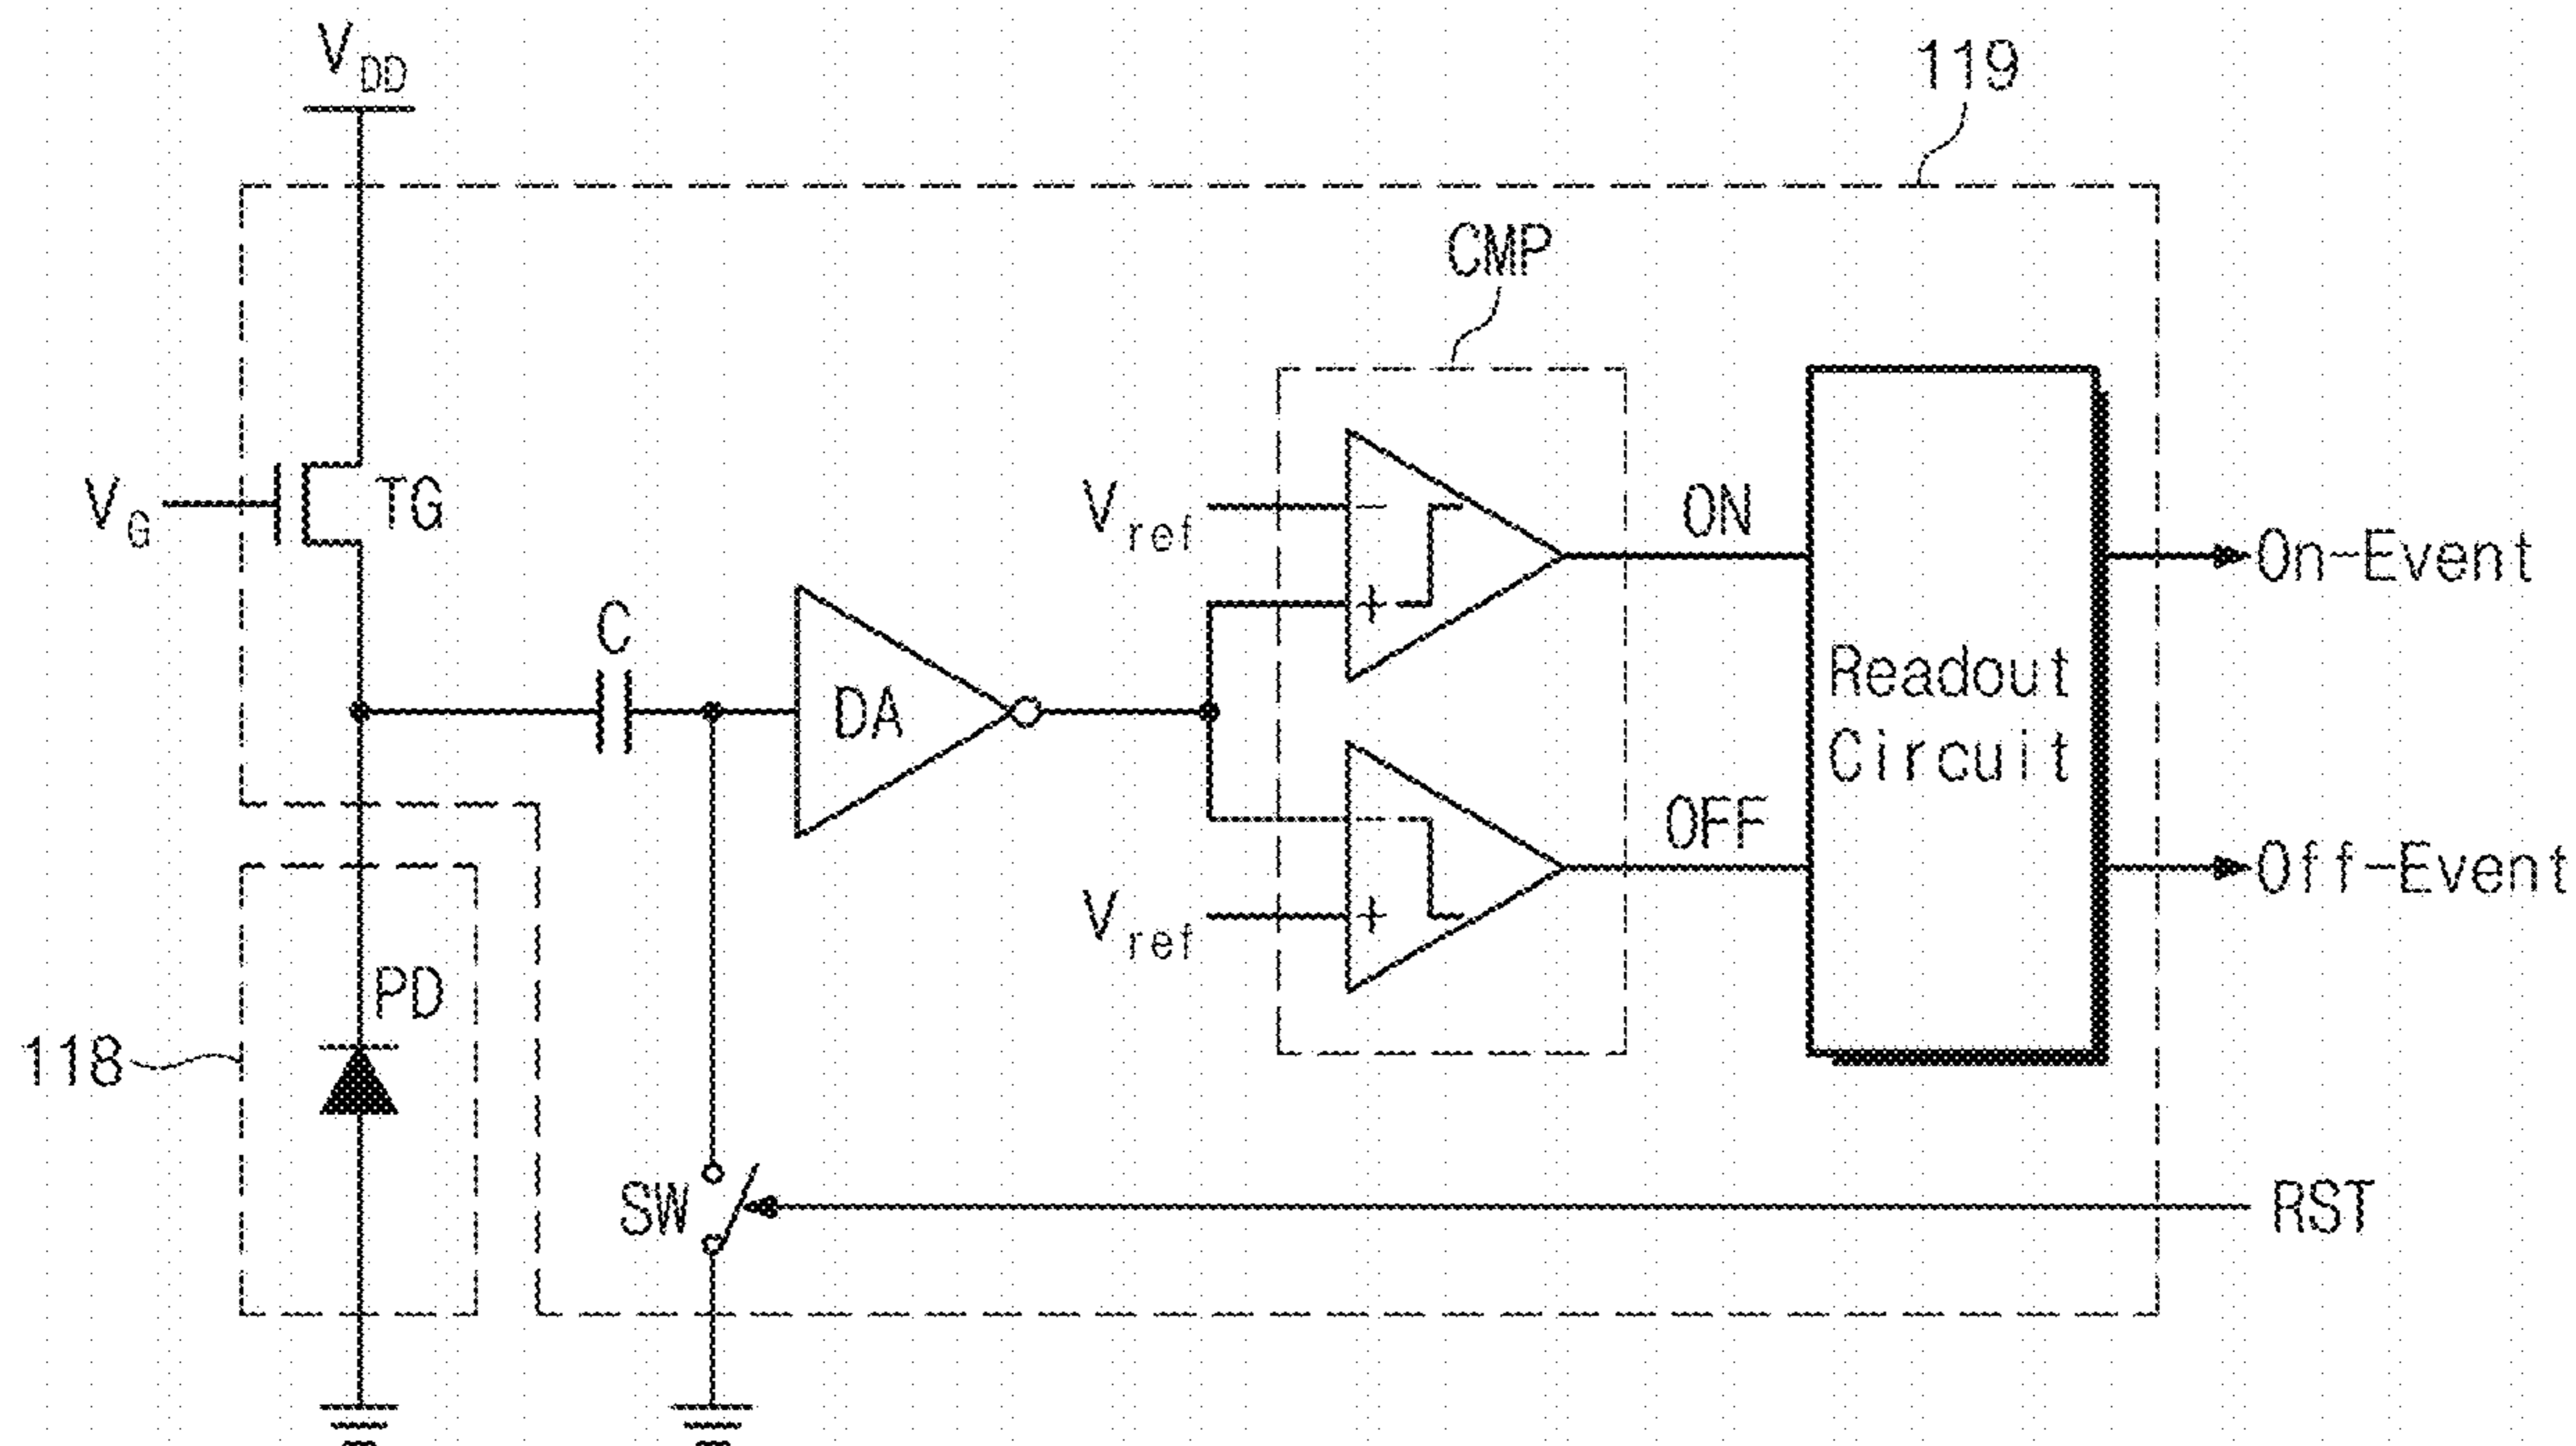 V_DD
119
CMP
V_G
TG
V_ref
ON
On-Event
C
DA
Readout
Circuit
OFF
Off-Event
V_ref
PD
118
SW
RST